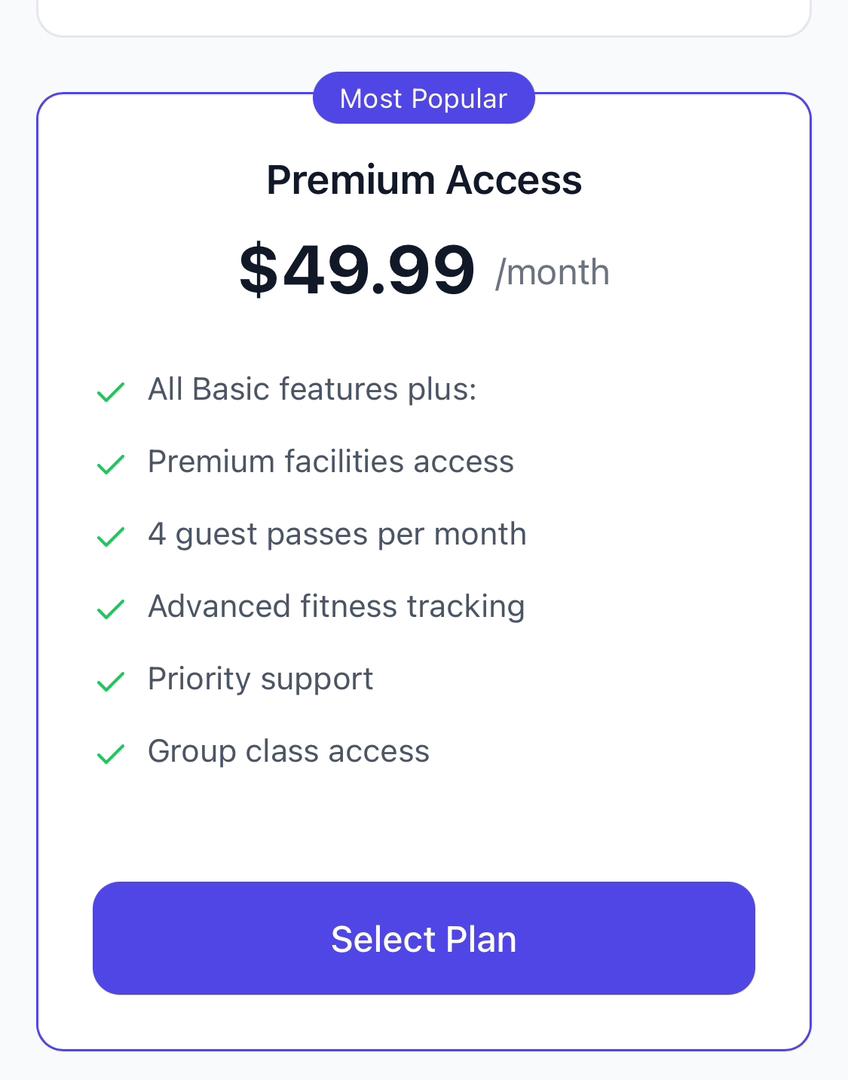 Most Popular
Premium Access
$49.99 /month
All Basic features plus:
Premium facilities access
4 guest passes per month
Advanced fitness tracking
Priority support
Group class access
Select Plan